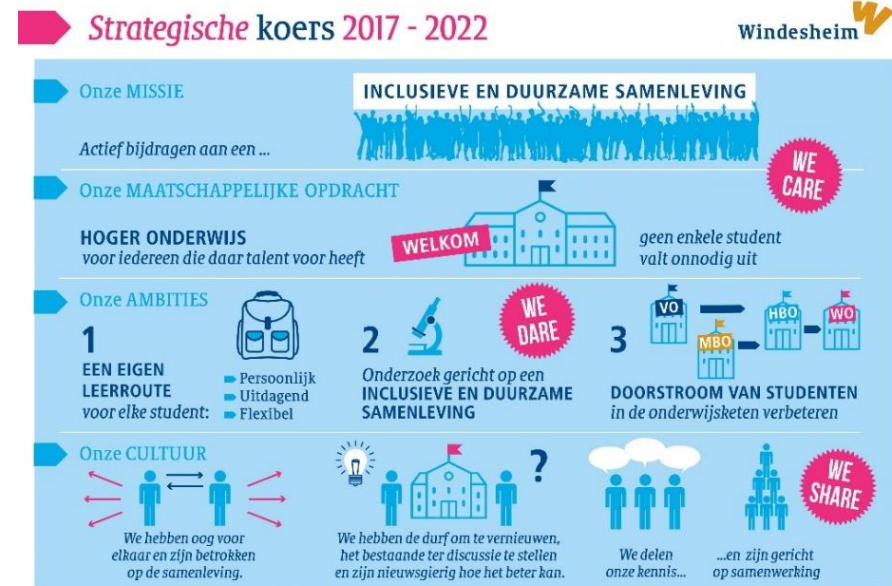 Strategische koers 2017 - 2022
Windesheim
Onze MISSIE
INCLUSIEVE EN DUURZAME SAMENLEVING
Actief bijdragen aan een ...
WE
CARE
Onze MAATSCHAPPELIJKE OPDRACHT
HOGER ONDERWIJS
voor iedereen die daar talent voor heeft
WELKOM
geen enkele student
valt onnodig uit
Onze AMBITIES
1
EEN EIGEN
LEERROUTE
voor elke student:
Persoonlijk
Uitdagend
Flexibel
2
WE
DARE
Onderzoek gericht op een
INCLUSIEVE EN DUURZAME
SAMENLEVING
3
VO
MBO
HBO
WO
DOORSTROOM VAN STUDENTEN
in de onderwijsketen verbeteren
Onze CULTUUR
We hebben oog voor
elkaar en zijn betrokken
op de samenleving.
?
We hebben de durf om te vernieuwen,
het bestaande ter discussie te stellen
en zijn nieuwsgierig hoe het beter kan.
We delen
onze kennis...
...en zijn gericht
op samenwerking
WE
SHARE